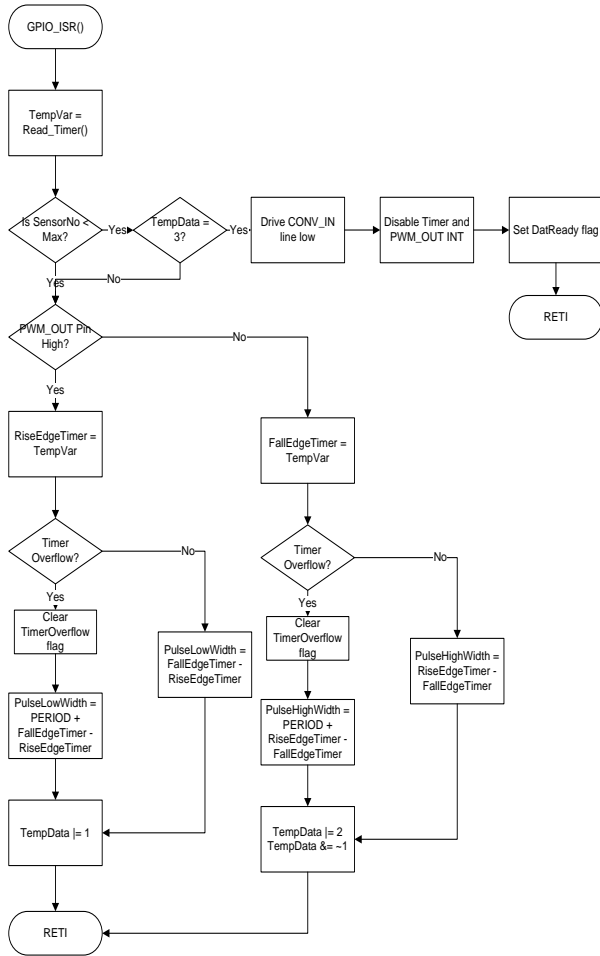 GPIO_ISR()
TempVar =
Read_Timer()
Is SensorNo <
Max?
Yes
TempData =
3?
Yes
Drive CONV_IN
line low
Disable Timer and
PWM_OUT INT
Set DatReady flag
RETI
Yes
No
PWM_OUT Pin
High?
No
Yes
RiseEdgeTimer =
TempVar
FallEdgeTimer =
TempVar
Timer
Overflow?
No
Yes
Timer
Overflow?
No
Yes
Clear
TimerOverflow
flag
PulseLowWidth =
FallEdgeTimer -
RiseEdgeTimer
Clear
TimerOverflow
flag
PulseHighWidth =
RiseEdgeTimer -
FallEdgeTimer
PulseLowWidth =
PERIOD +
FallEdgeTimer -
RiseEdgeTimer
PulseHighWidth =
PERIOD +
RiseEdgeTimer -
FallEdgeTimer
TempData |= 1
TempData |= 2
TempData &= ~1
RETI